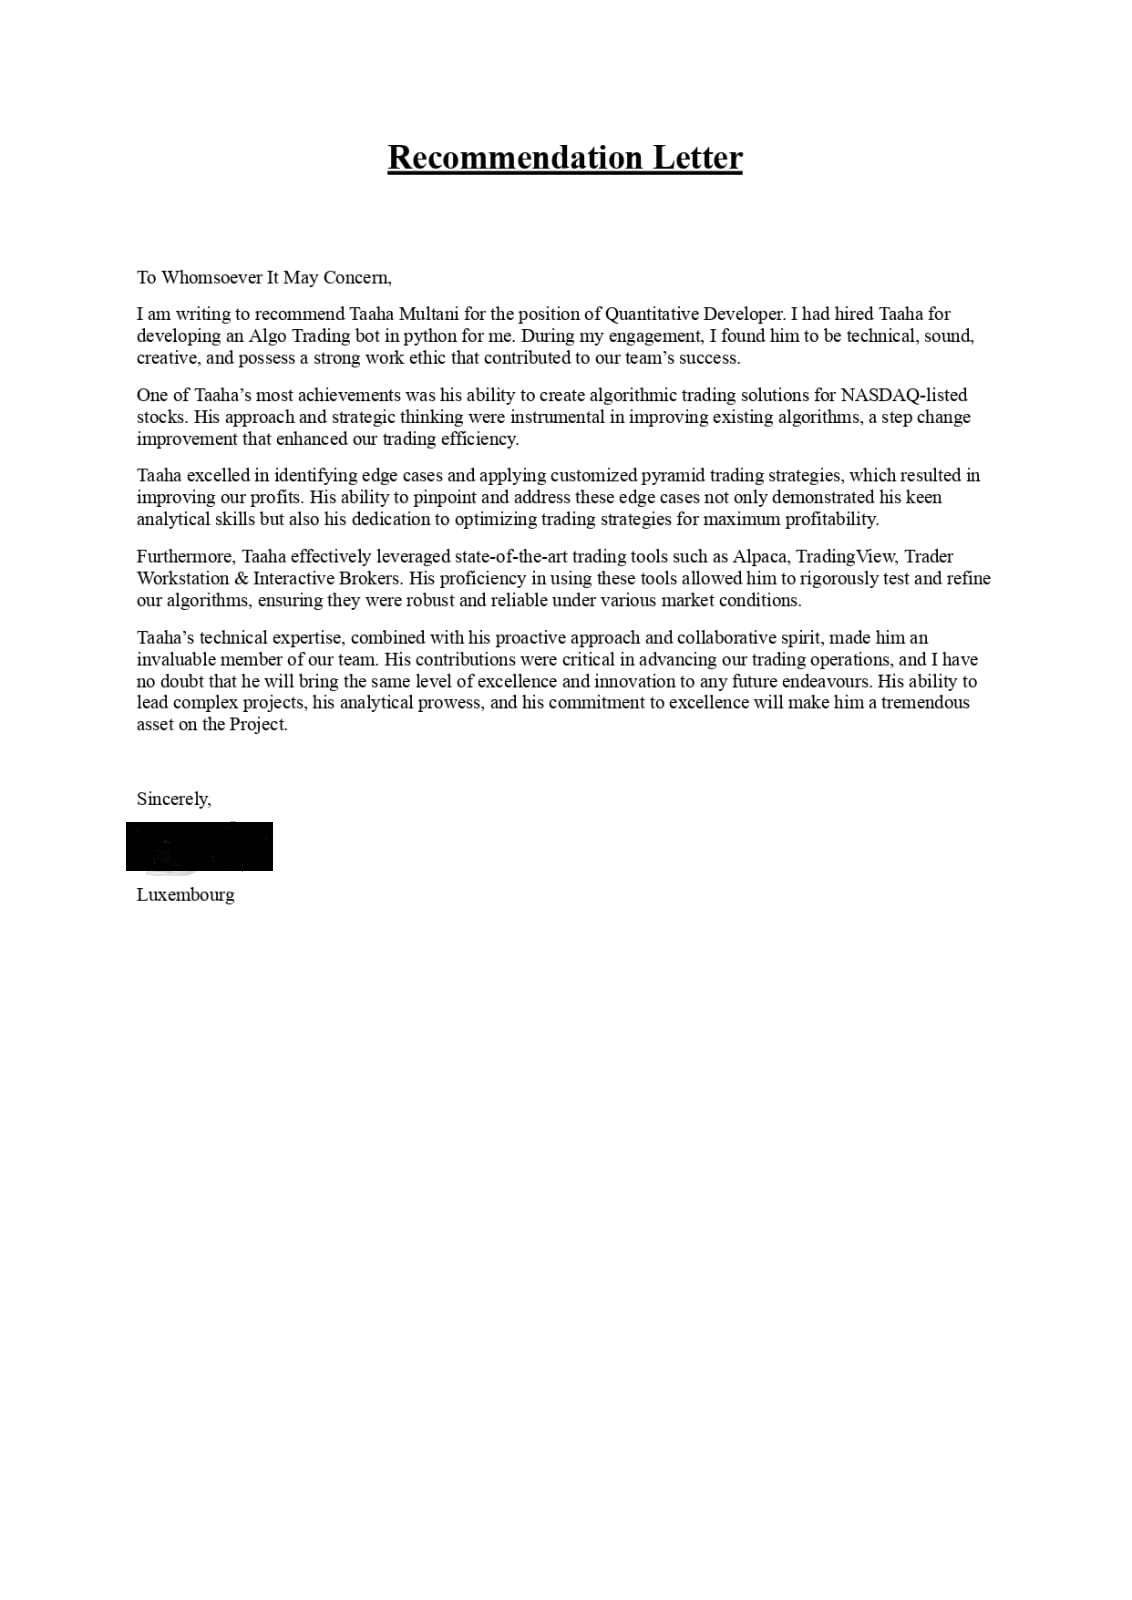 Recommendation Letter
To Whomsoever It May Concern,
I am writing to recommend Taaha Multani for the position of Quantitative Developer. I had hired Taaha for
developing an Algo Trading bot in python for me. During my engagement, I found him to be technical, sound,
creative, and possess a strong work ethic that contributed to our team’s success.
One of Taaha’s most achievements was his ability to create algorithmic trading solutions for NASDAQ-listed
stocks. His approach and strategic thinking were instrumental in improving existing algorithms, a step change
improvement that enhanced our trading efficiency.
Taaha excelled in identifying edge cases and applying customized pyramid trading strategies, which resulted in
improving our profits. His ability to pinpoint and address these edge cases not only demonstrated his keen
analytical skills but also his dedication to optimizing trading strategies for maximum profitability.
Furthermore, Taaha effectively leveraged state-of-the-art trading tools such as Alpaca, TradingView, Trader
Workstation & Interactive Brokers. His proficiency in using these tools allowed him to rigorously test and refine
our algorithms, ensuring they were robust and reliable under various market conditions.
Taaha’s technical expertise, combined with his proactive approach and collaborative spirit, made him an
invaluable member of our team. His contributions were critical in advancing our trading operations, and I have
no doubt that he will bring the same level of excellence and innovation to any future endeavours. His ability to
lead complex projects, his analytical prowess, and his commitment to excellence will make him a tremendous
asset on the Project.
Sincerely,
Luxembourg